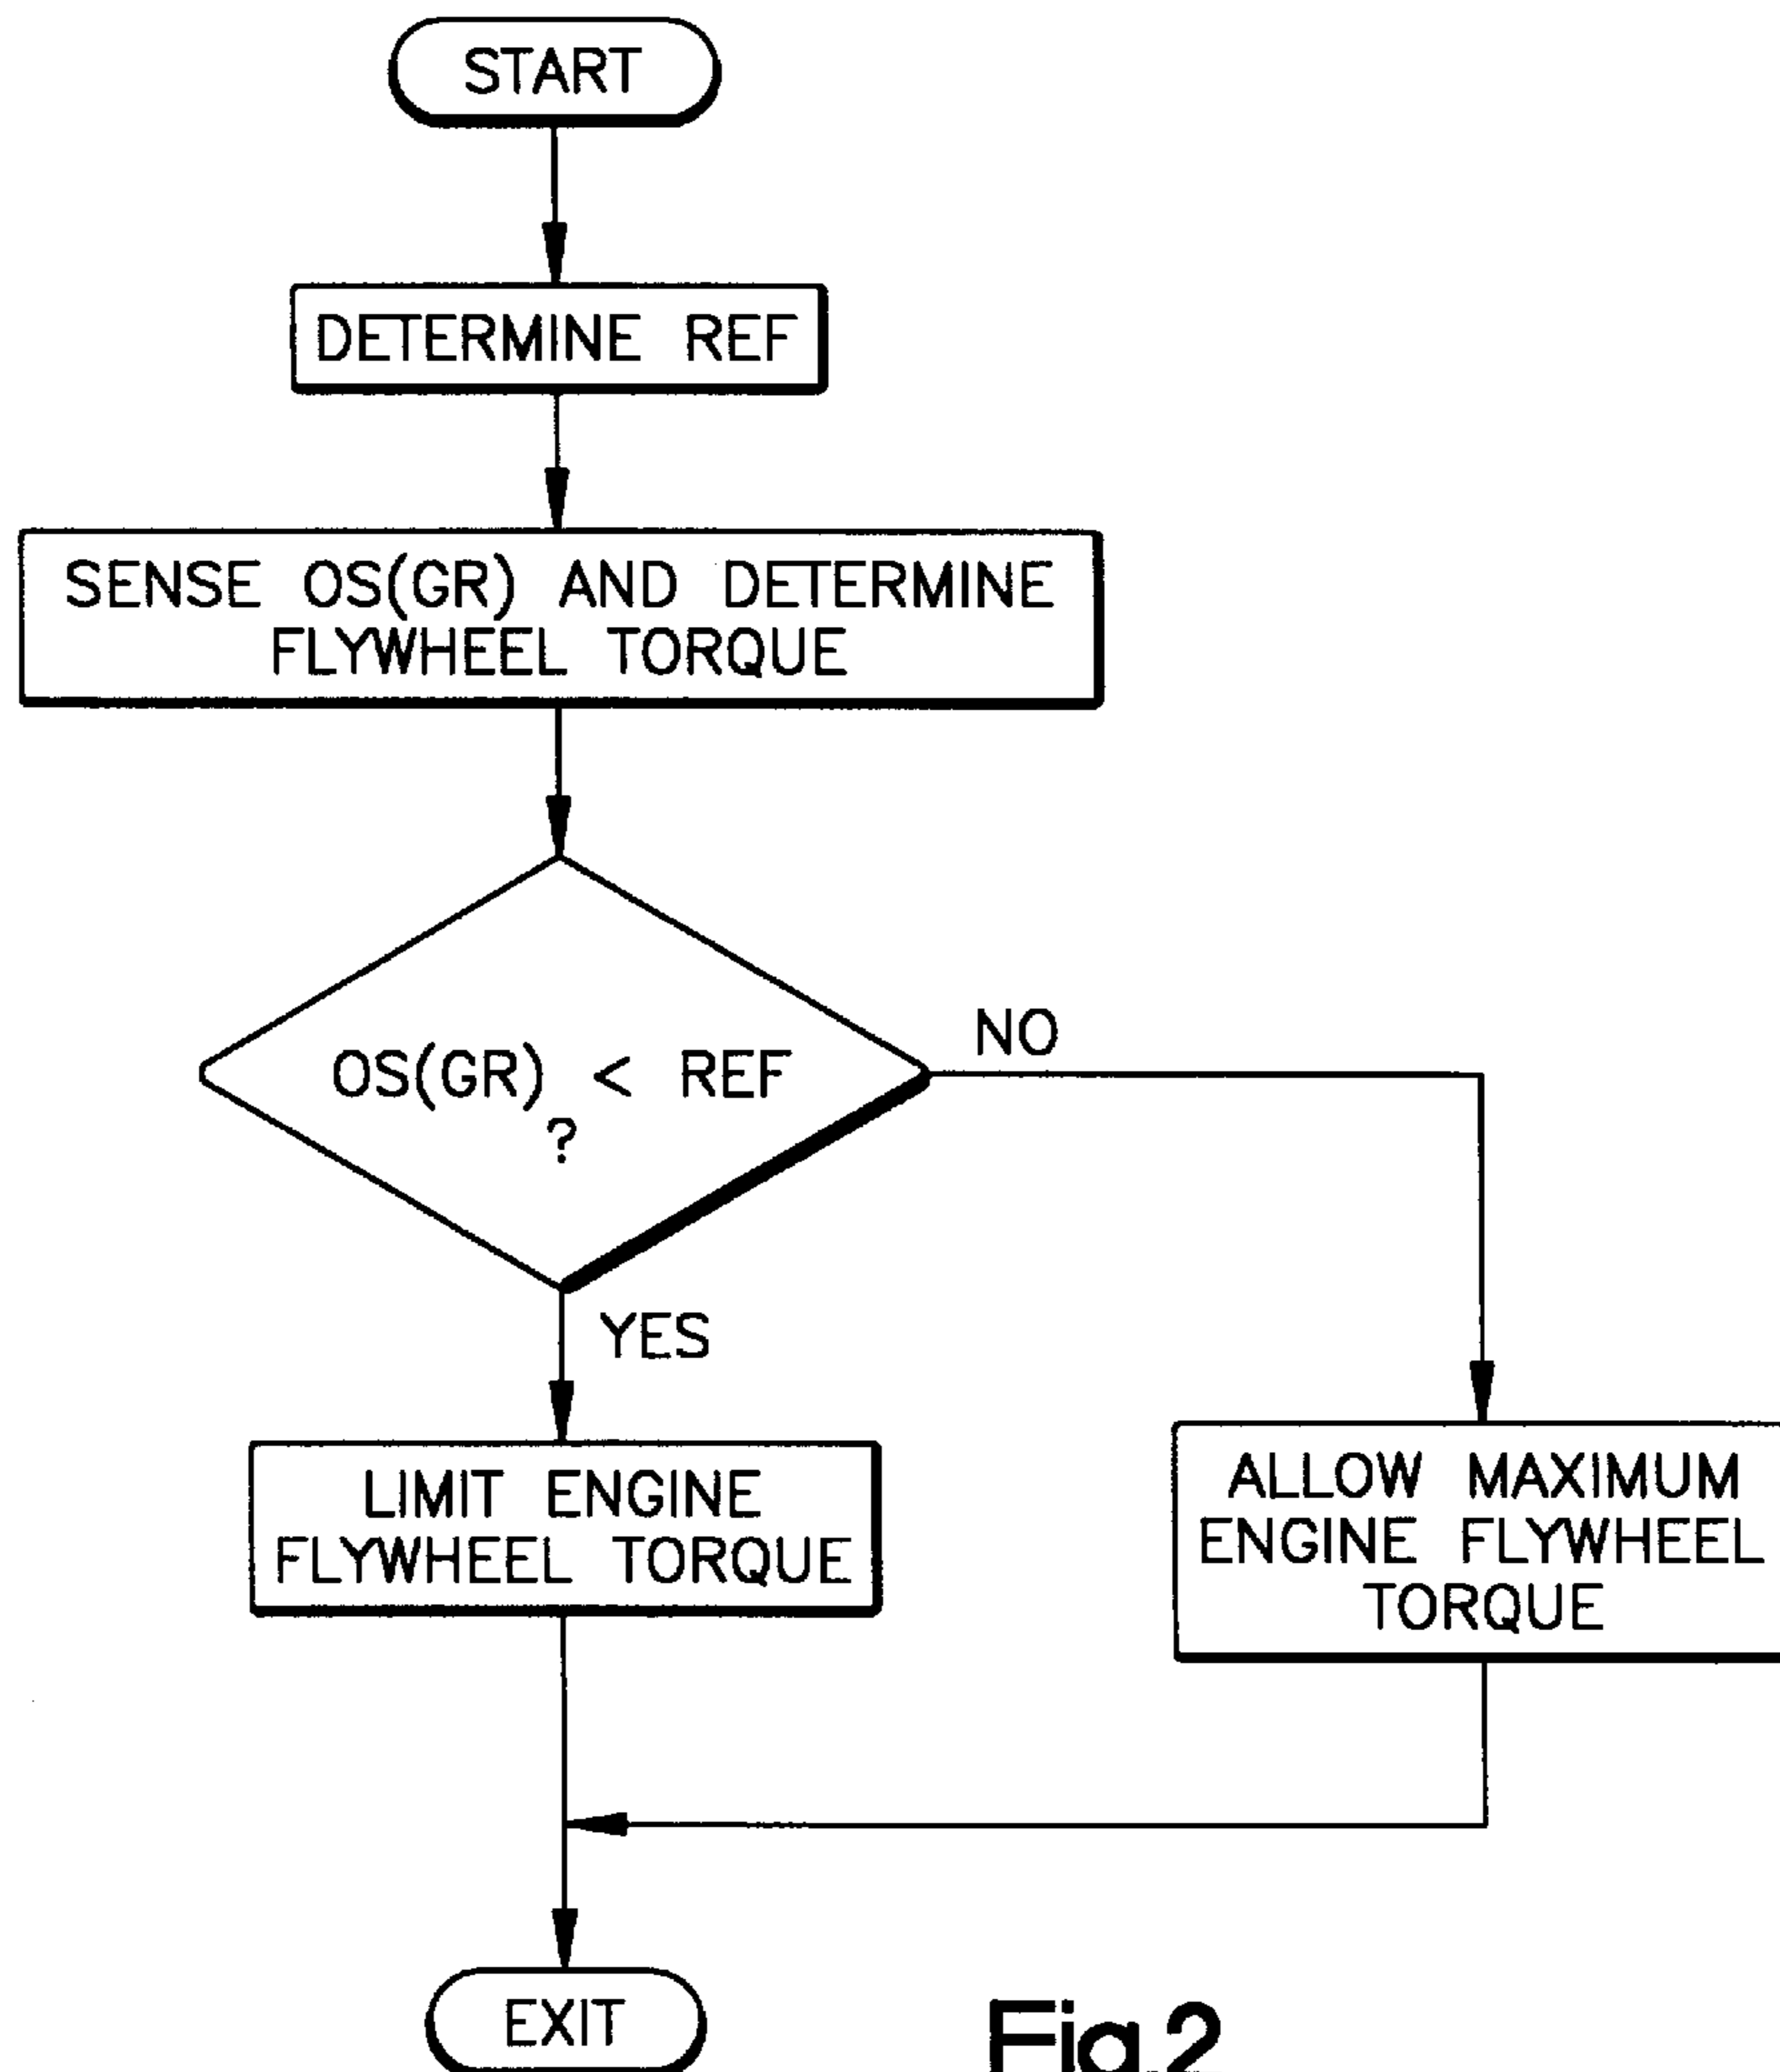 START
DETERMINE REF
SENSE OS(GR) AND DETERMINE
FLYWHEEL TORQUE
OS(GR) < REF
?
NO
YES
LIMIT ENGINE
FLYWHEEL TORQUE
ALLOW MAXIMUM
ENGINE FLYWHEEL
TORQUE
EXIT
Fig.2